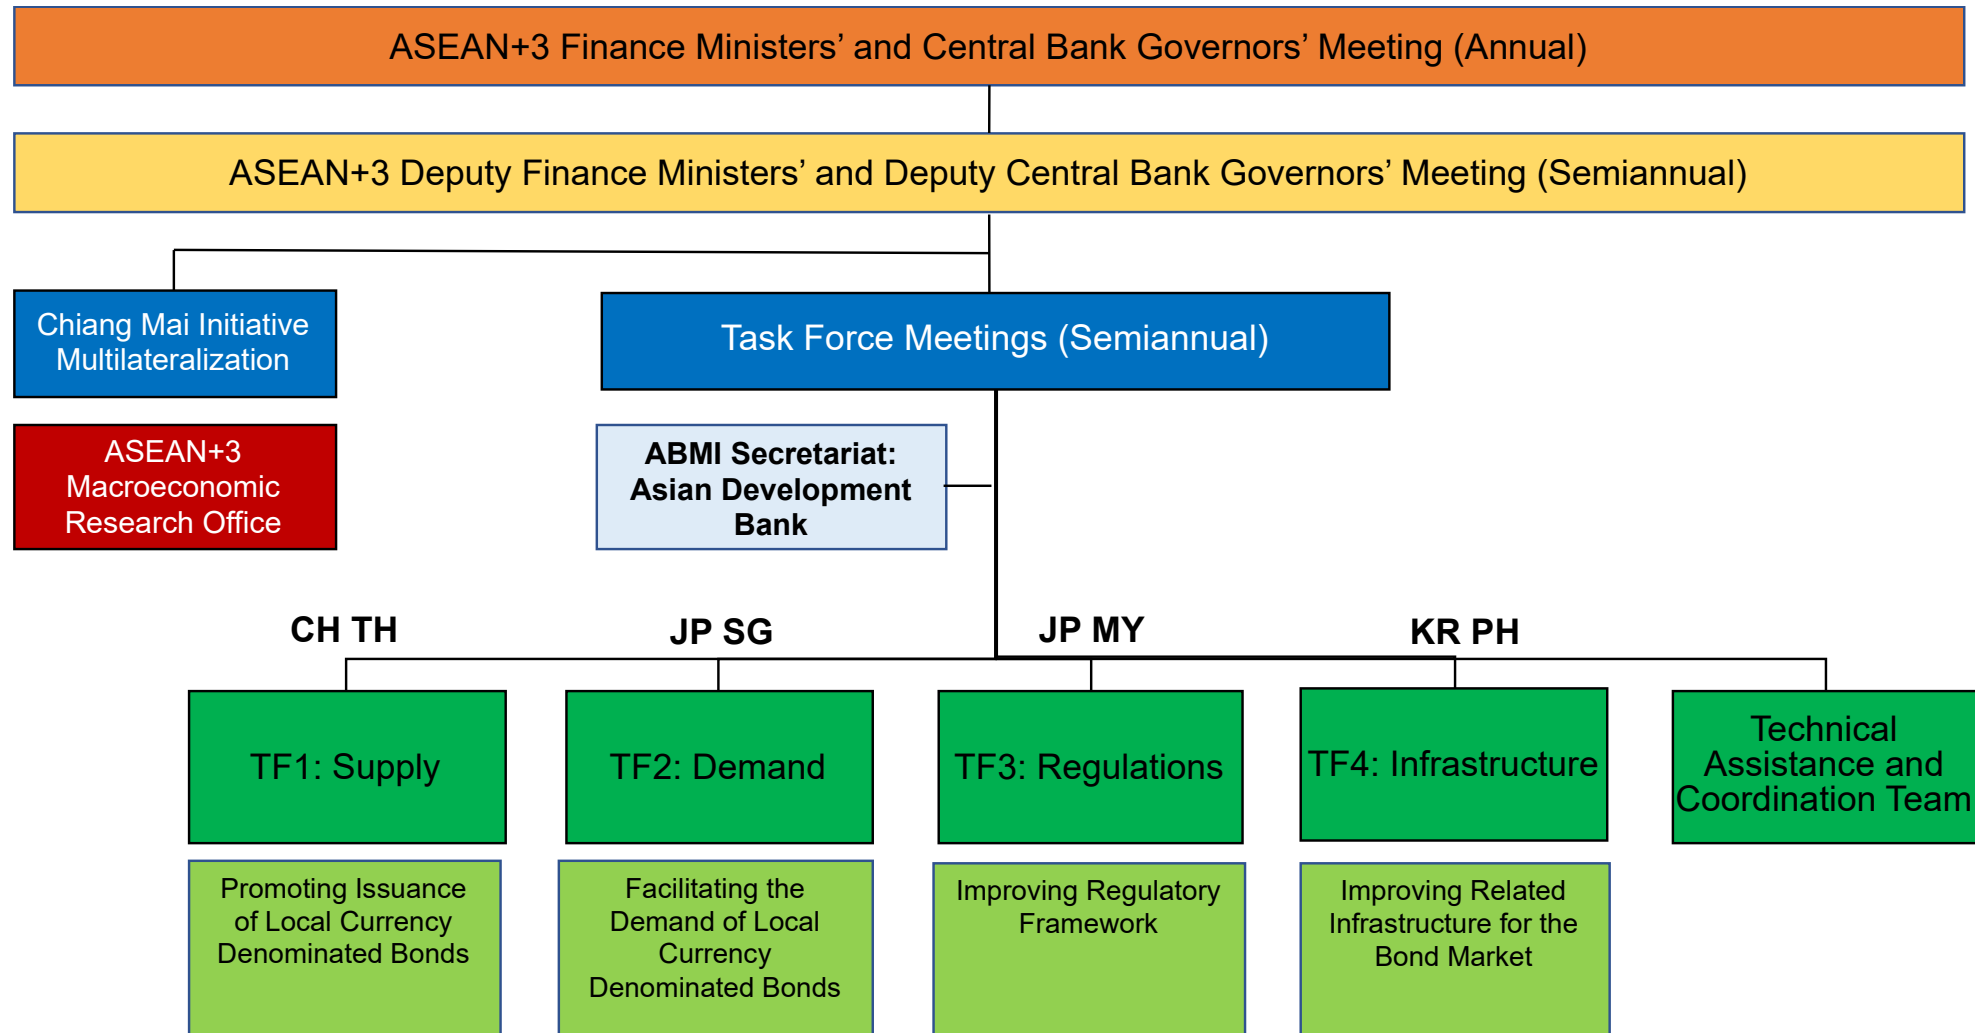 ASEAN+3 Finance Ministers’ and Central Bank Governors’ Meeting (Annual)
ASEAN+3 Deputy Finance Ministers’ and Deputy Central Bank Governors’ Meeting (Semiannual)
Chiang Mai Initiative
Multilateralization
Task Force Meetings (Semiannual)
ASEAN+3
Macroeconomic
Research Office
ABMI Secretariat:
Asian Development
Bank
CH TH
JP SG
JP MY
KR PH
TF1: Supply
TF2: Demand
TF3: Regulations
TF4: Infrastructure
Technical
Assistance and
Coordination Team
Promoting Issuance
of Local Currency
Denominated Bonds
Facilitating the
Demand of Local
Currency
Denominated Bonds
Improving Regulatory
Framework
Improving Related
Infrastructure for the
Bond Market